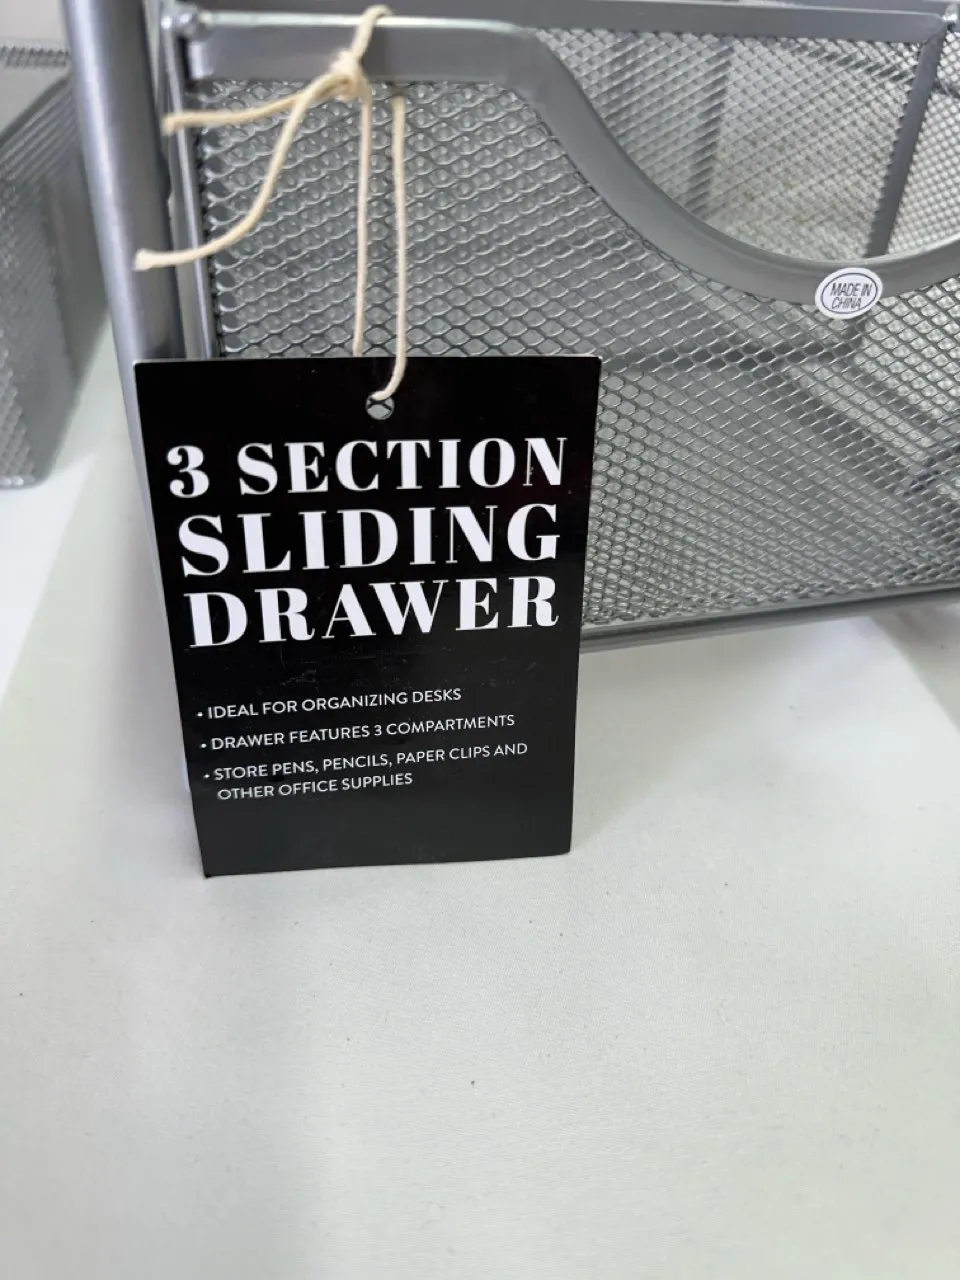 MADE IN
CHINA
3 SECTION
SLIDING
DRAWER
• IDEAL FOR ORGANIZING DESKS
• DRAWER FEATURES 3 COMPARTMENTS
• STORE PENS, PENCILS, PAPER CLIPS AND
OTHER OFFICE SUPPLIES